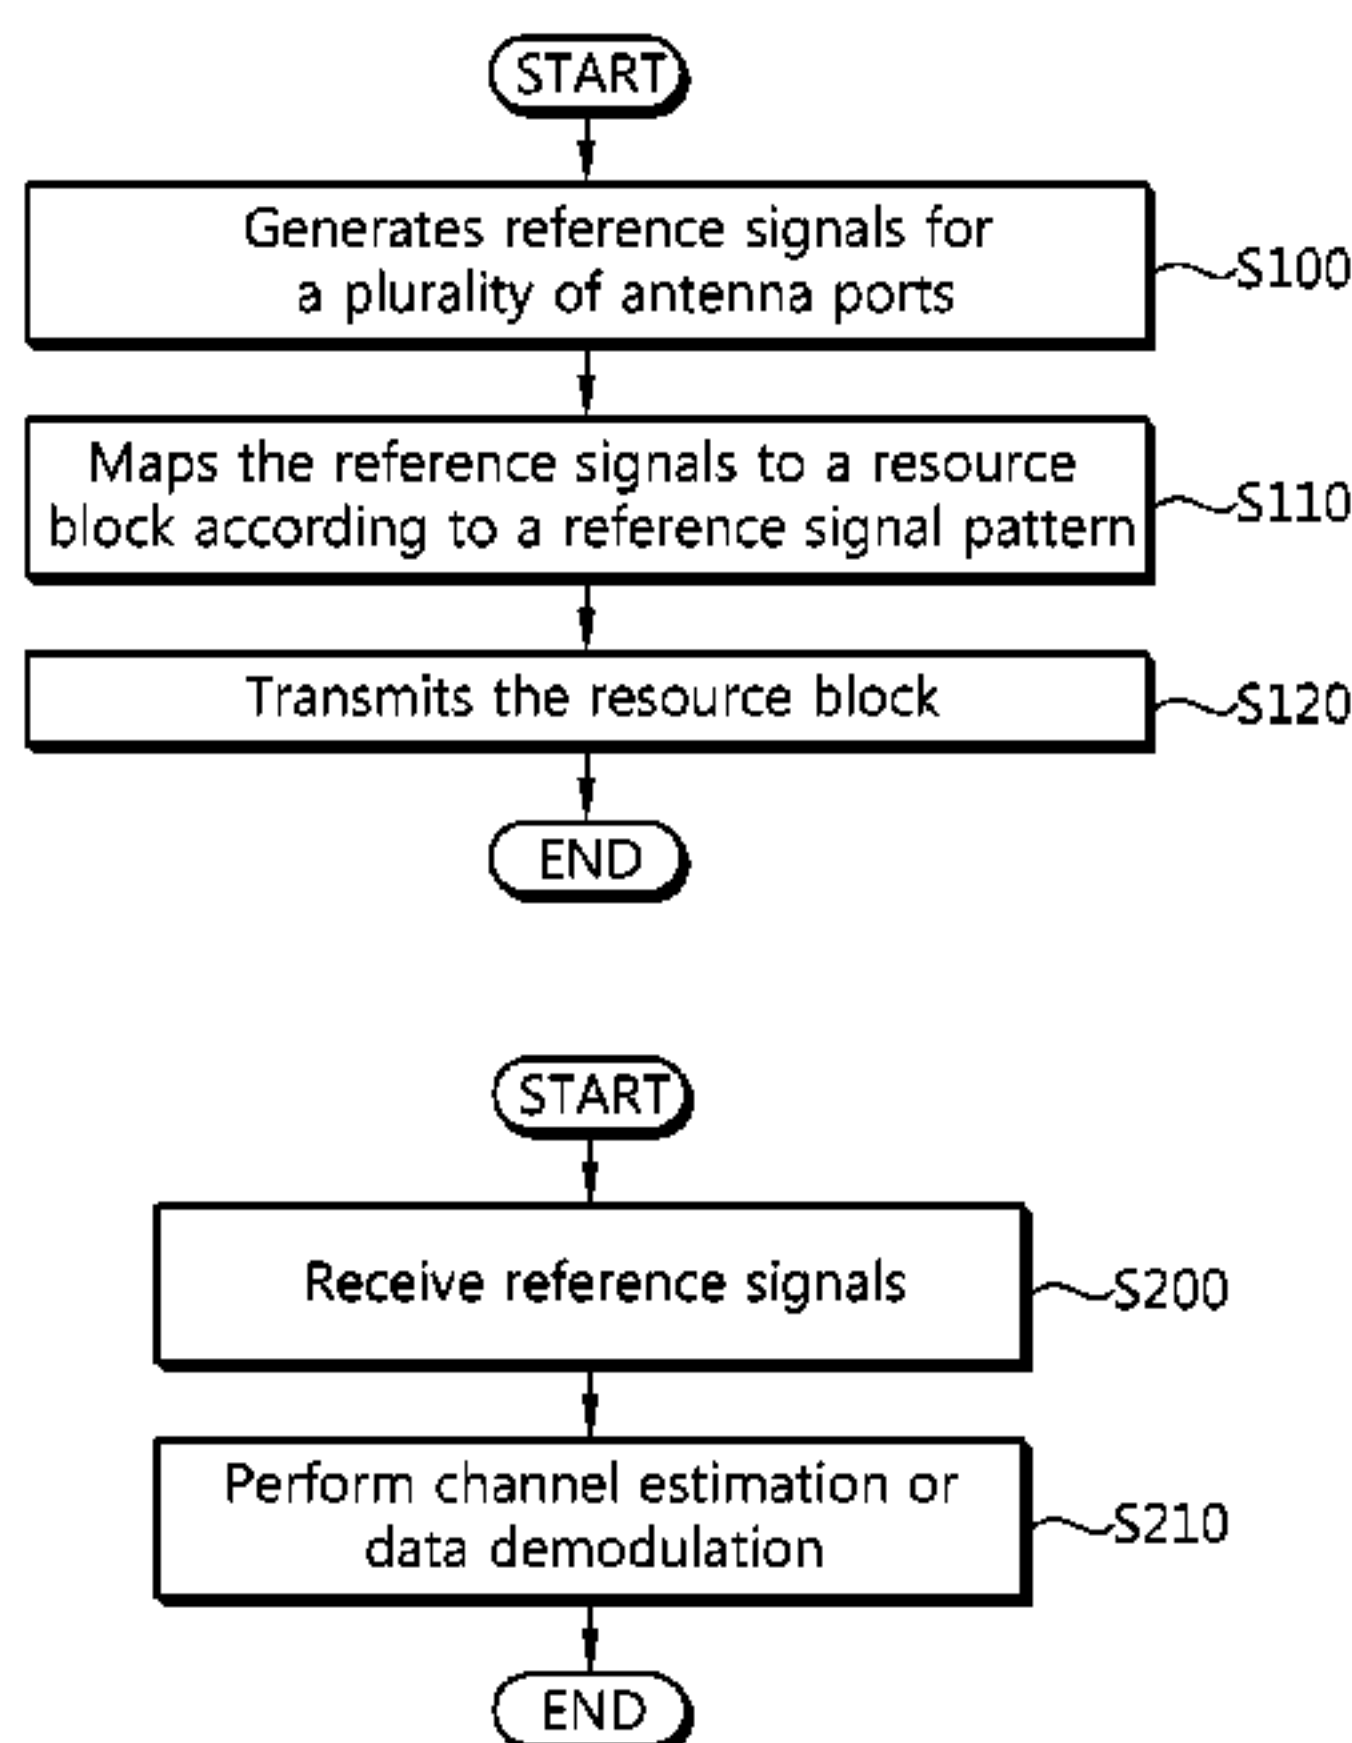 START
Generates reference signals for
a plurality of antenna ports
S100
Maps the reference signals to a resource
block according to a reference signal pattern
S110
Transmits the resource block
S120
END
START
Receive reference signals
S200
Perform channel estimation or
data demodulation
S210
END